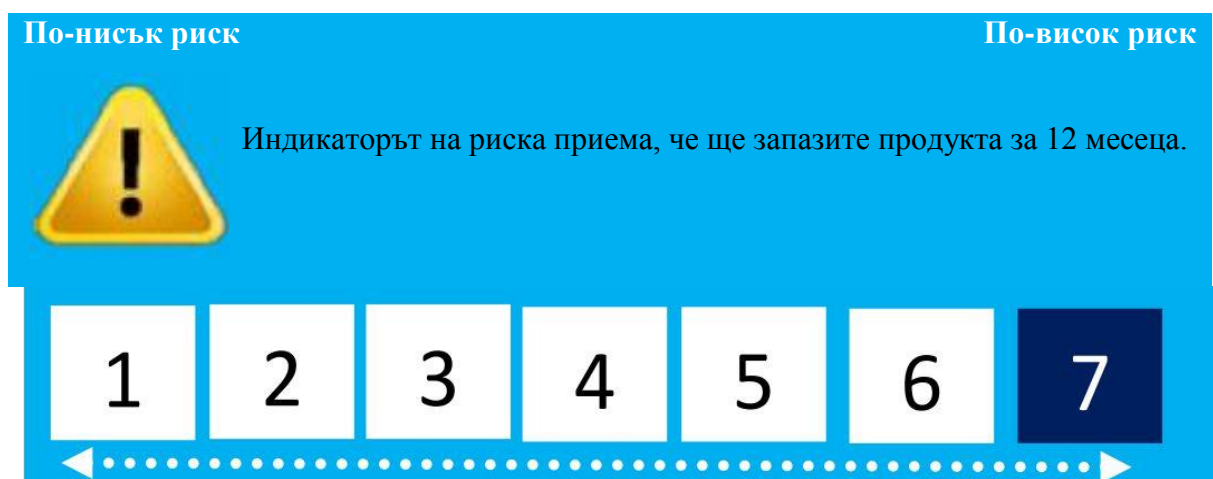 По-нисък риск По-висок риск
Индикаторът на риска приема, че ще запазите продукта за 12 месеца.
1 2 3 4 5 6 7